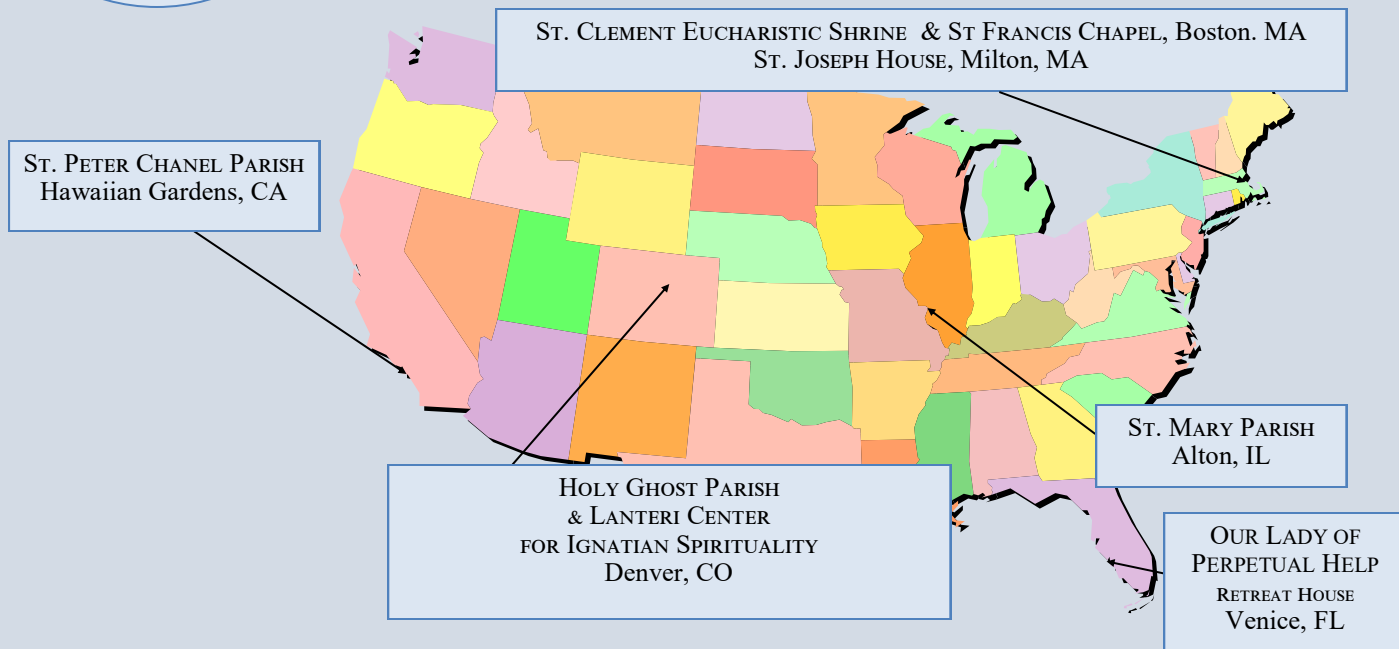 St. Clement Eucharistic Shrine & St Francis Chapel, Boston. MA
St. Joseph House, Milton, MA
St. Peter Chanel Parish
Hawaiian Gardens, CA
St. Mary Parish
Alton, IL
Holy Ghost Parish
& Lanteri Center
for Ignatian Spirituality
Denver, CO
Our Lady of
Perpetual Help
Retreat House
Venice, FL